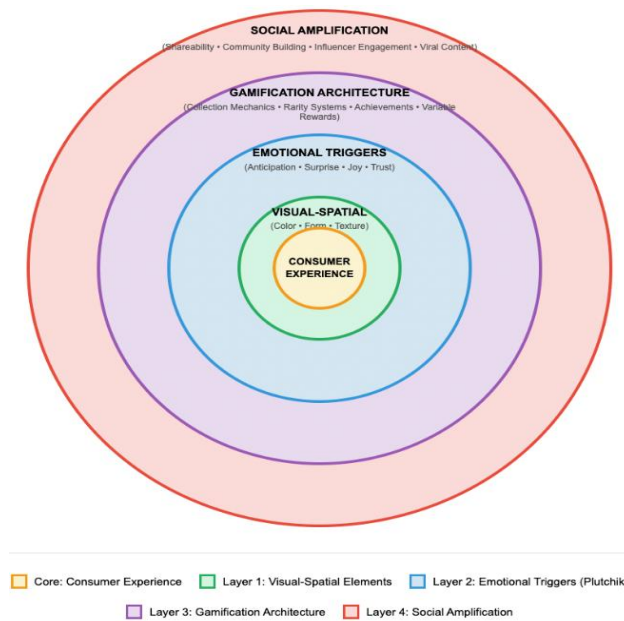 SOCIAL AMPLIFICATION
(Shareability • Community Building • Influencer Engagement • Viral Content)
GAMIFICATION ARCHITECTURE
(Collection Mechanics • Rarity Systems • Achievements • Variable
Rewards)
EMOTIONAL TRIGGERS
(Anticipation • Surprise • Joy • Trust)
VISUAL-SPATIAL
(Color • Form • Texture)
CONSUMER
EXPERIENCE
Core: Consumer Experience Layer 1: Visual-Spatial Elements Layer 2: Emotional Triggers (Plutchik
Layer 3: Gamification Architecture Layer 4: Social Amplification